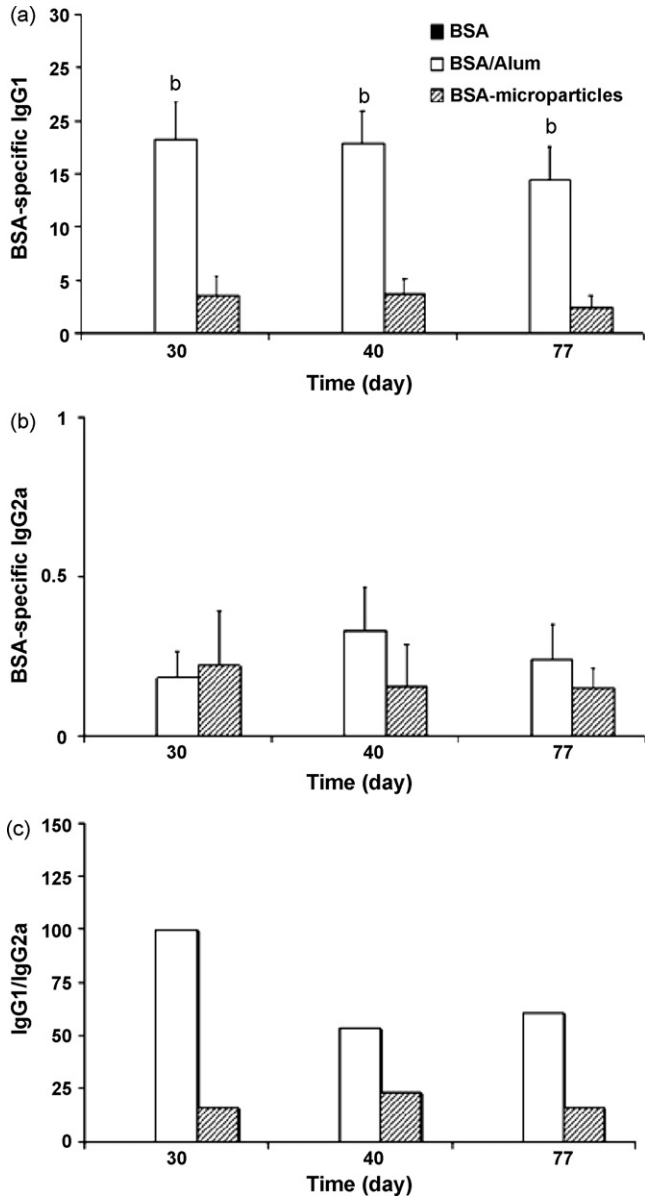 (a)
30
25
25
15
10
5
0
BSA-specific IgG1
b
b
b
BSA
BSA/Alum
BSA-microparticles
30
40
77
Time (day)
(b)
1
0.5
0
BSA-specific IgG2a
30
40
77
Time (day)
(c)
150
125
100
75
50
25
0
IgG1/IgG2a
30
40
77
Time (day)